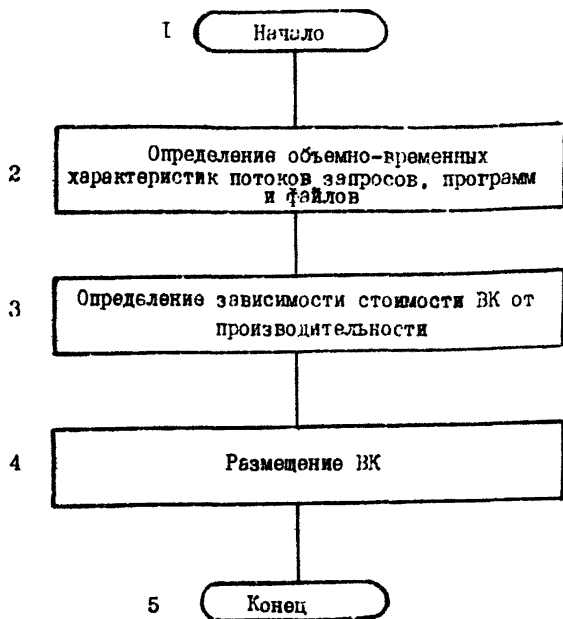 I Начало
2 Определение объемно-временных
характеристик потоков запросов, программ
и файлов
3 Определение зависимости стоимости ВК от
производительности
4 Размещение ВК
5 Конец